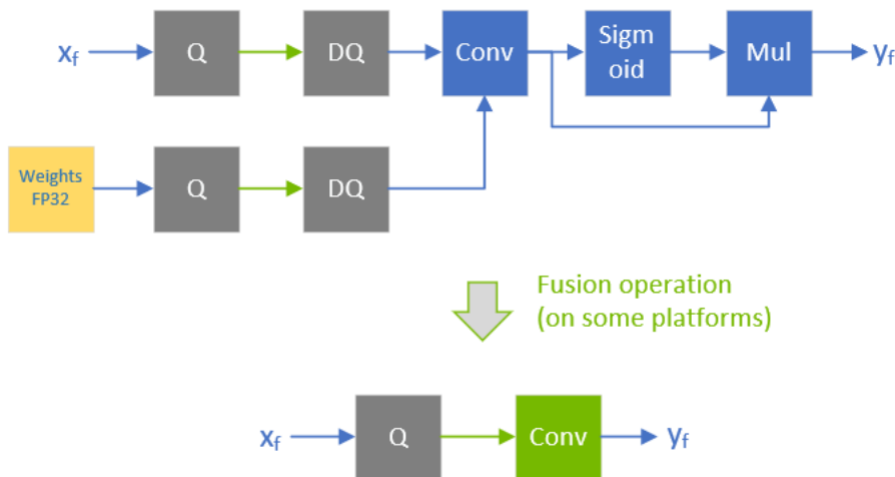 xf
Q
DQ
Conv
Sigm
oid
Mul
yf
Weights
FP32
Q
DQ
Fusion operation
(on some platforms)
xf
Q
Conv
yf